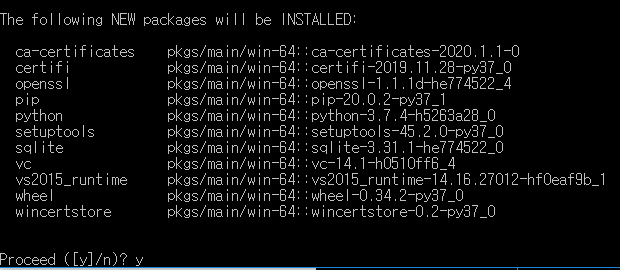 The following NEW packages will be INSTALLED:
ca-certificates pkgs/main/win-64::ca-certificates-2020.1.1-0
certifi pkgs/main/win-64::certifi-2019.11.28-py37_0
openssl pkgs/main/win-64::openssl-1.1.1d-he774522_4
pip pkgs/main/win-64::pip-20.0.2-py37_1
python pkgs/main/win-64::python-3.7.4-h5263a28_0
setuptools pkgs/main/win-64::setuptools-45.2.0-py37_0
sqlite pkgs/main/win-64::sqlite-3.31.1-he774522_0
vc pkgs/main/win-64::vc-14.1-h0510ff6_4
vs2015_runtime pkgs/main/win-64::vs2015_runtime-14.16.27012-hf0eaf9b_1
wheel pkgs/main/win-64::wheel-0.34.2-py37_0
wincertstore pkgs/main/win-64::wincertstore-0.2-py37_0
Proceed ([y]/n)? y